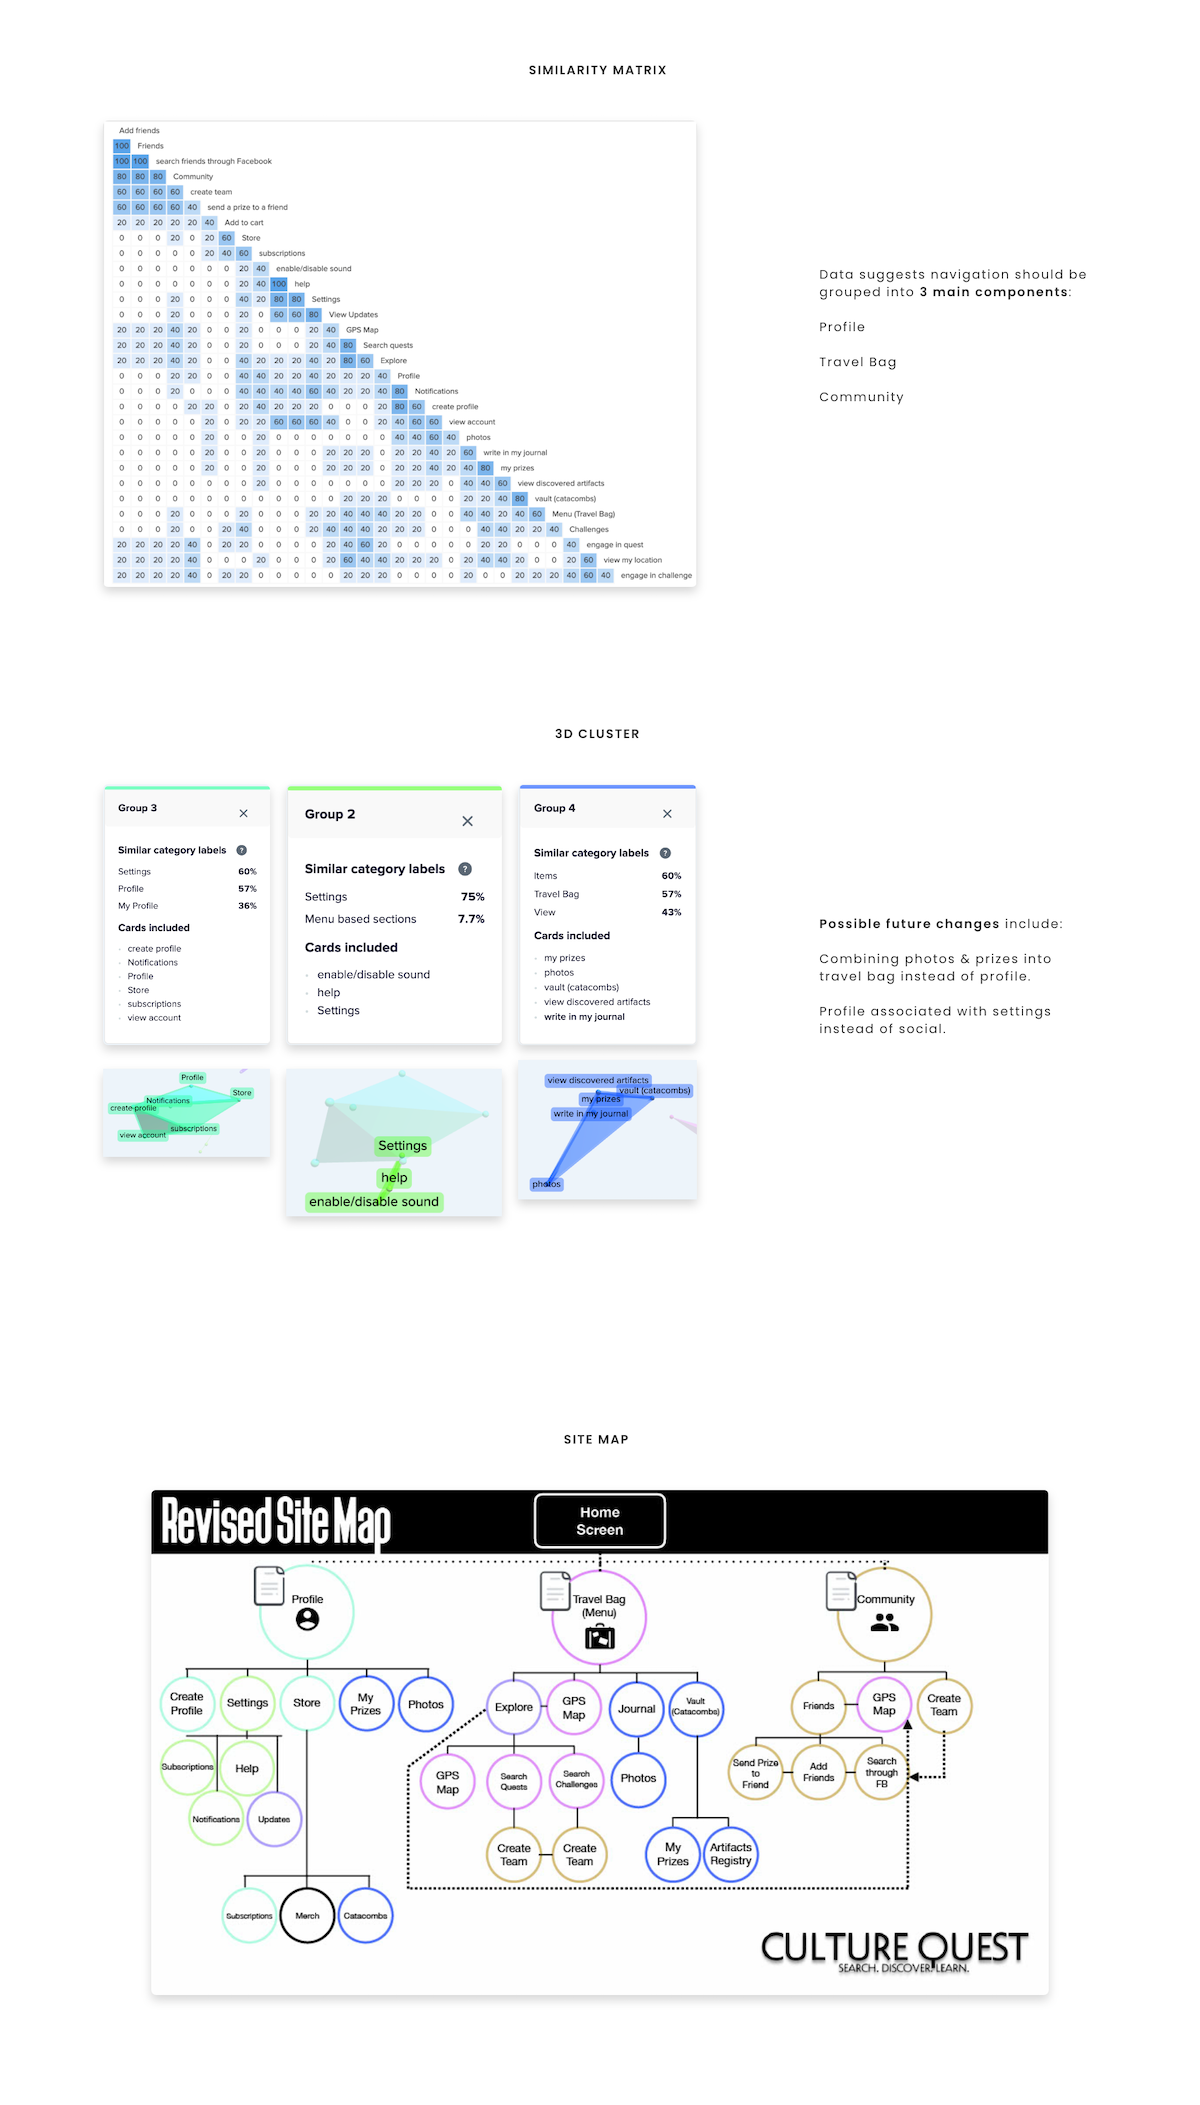 SIMILARITY MATRIX
Add friends
100 Friends
100 100 search friends through Facebook
80 80 80 Community
60 60 60 60 create team
60 60 60 60 40 send a prize to a friend
20 20 20 20 20 40 Add to cart
0 0 0 20 0 20 60 Store
0 0 0 0 0 20 40 60 subscriptions
0 0 0 0 0 0 0 20 40 enable/disable sound
0 0 0 0 0 0 0 20 40 100 help
0 0 0 20 0 0 0 40 20 80 80 Settings
0 0 0 20 0 0 0 20 0 60 60 80 View Updates
20 20 20 40 20 0 0 20 0 0 0 20 40 GPS Map
20 20 20 40 20 0 0 20 0 0 0 20 40 80 Search quests
20 20 20 40 20 0 0 40 20 20 20 40 20 80 60 Explore
0 0 0 20 20 0 0 40 40 20 20 40 20 20 20 40 Profile
0 0 0 20 0 0 0 40 40 40 40 60 40 20 20 40 80 Notifications
0 0 0 0 20 20 0 20 40 20 20 20 0 0 0 20 80 60 create profile
0 0 0 0 0 20 0 20 20 60 60 60 40 0 0 20 40 60 60 view account
0 0 0 0 0 20 0 0 20 0 0 0 0 0 0 0 40 40 60 40 photos
0 0 0 0 0 20 0 0 20 0 0 0 20 20 20 0 20 20 40 20 60 write in my journal
0 0 0 0 0 20 0 0 20 0 0 0 20 20 20 0 20 20 40 20 40 80 my prizes
0 0 0 0 0 0 0 0 20 0 0 0 0 0 0 0 20 20 20 0 40 40 60 view discovered artifacts
0 0 0 0 0 0 0 0 0 0 0 0 0 20 20 20 0 0 0 0 20 20 40 80 vault (catacombs)
0 0 0 20 0 0 0 20 0 0 0 20 20 40 40 40 20 20 0 0 40 40 20 40 60 Menu (Travel Bag)
0 0 0 20 0 0 20 40 0 0 0 20 40 40 40 20 20 20 0 0 0 40 40 20 20 40 Challenges
20 20 20 20 40 0 20 20 0 0 0 0 20 40 60 20 0 0 0 0 0 20 20 0 0 0 40 engage in quest
20 20 20 20 40 0 0 0 20 0 0 0 20 60 40 40 20 20 20 0 20 40 40 20 0 0 20 60 view my location
20 20 20 20 40 0 20 20 0 0 0 0 0 20 20 20 0 0 0 0 20 0 0 20 20 20 40 60 40 engage in challenge
Data suggests navigation should be
grouped into 3 main components:
Profile
Travel Bag
Community
3D CLUSTER
Group 3
Similar category labels ?
Settings 60%
Profile 57%
My Profile 36%
Cards included
create profile
Notifications
Profile
Store
subscriptions
view account
Group 2
Similar category labels ?
Settings 75%
Menu based sections 7.7%
Cards included
enable/disable sound
help
Settings
Group 4
Similar category labels ?
Items 60%
Travel Bag 57%
View 43%
Cards included
my prizes
photos
vault (catacombs)
view discovered artifacts
write in my journal
Profile
Store
Notifications
create profile
subscriptions
view account
Settings
help
enable/disable sound
view discovered artifacts
vault (catacombs)
my prizes
write in my journal
photos
Possible future changes include:
Combining photos & prizes into
travel bag instead of profile.
Profile associated with settings
instead of social.
SITE MAP
Revised Site Map
Home
Screen
Profile
Travel Bag
(Menu)
Community
Create
Profile
Settings
Store
My
Prizes
Photos
Explore
GPS
Map
Journal
Vault
(Catacombs)
Friends
GPS
Map
Create
Team
Subscriptions
Help
Notifications
Updates
GPS
Map
Search
Quests
Search
Challenges
Photos
Send Prize
to
Friend
Add
Friends
Search
through
FB
Create
Team
Create
Team
My
Prizes
Artifacts
Registry
Subscriptions
Merch
Catacombs
CULTURE QUEST
SEARCH. DISCOVER. LEARN.